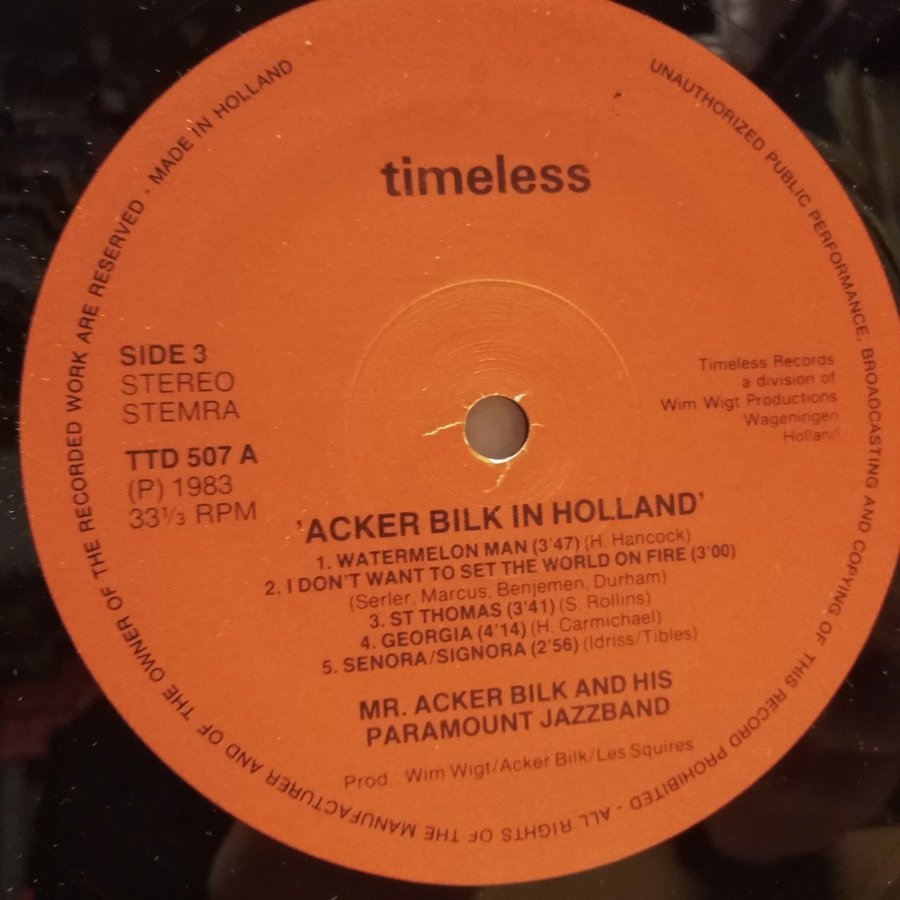 timeless
SIDE 3
STEREO
STEMRA
TTD 507 A
(P) 1983
33 1/3 RPM
Timeless Records
a division of
Wim Wigt Productions
Wageningen
Holland
'ACKER BILK IN HOLLAND'
1. WATERMELON MAN (3'47) (H. Hancock)
2. I DON'T WANT TO SET THE WORLD ON FIRE (3'00)
(Serler, Marcus, Benjemen, Durham)
3. ST THOMAS (3'41) (S. Rollins)
4. GEORGIA (4'14) (H. Carmichael)
5. SENORA/SIGNORA (2'56) (Idriss/Tibles)
MR. ACKER BILK AND HIS
PARAMOUNT JAZZBAND
Prod.: Wim Wigt/Acker Bilk/Les Squires
UNAUTHORIZED PUBLIC PERFORMANCE, BROADCASTING AND COPYING OF THIS RECORD PROHIBITED - ALL RIGHTS OF THE MANUFACTURER AND OF THE OWNER OF THE RECORDED WORK ARE RESERVED · MADE IN HOLLAND